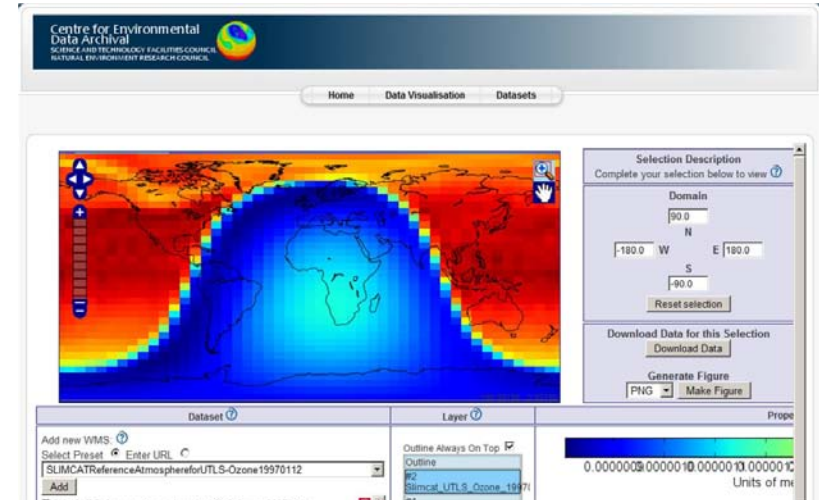 Centre for Environmental
Data Archival
SCIENCE AND TECHNOLOGY FACILITIES COUNCIL
NATURAL ENVIRONMENT RESEARCH COUNCIL
Home Data Visualisation Datasets
Selection Description
Complete your selection below to view
Domain
90.0
N
-180.0 W E 180.0
S
-90.0
Reset selection
Download Data for this Selection
Download Data
Generate Figure
PNG Make Figure
Dataset Layer Prope
Add new WMS:
Select Preset Enter URL
SLIMCATReferenceAtmosphereforUTLS-Ozone19970112
Add
Outline Always On Top
Outline
#2
Slimcat_UTLS_Ozone_1997
Units of me